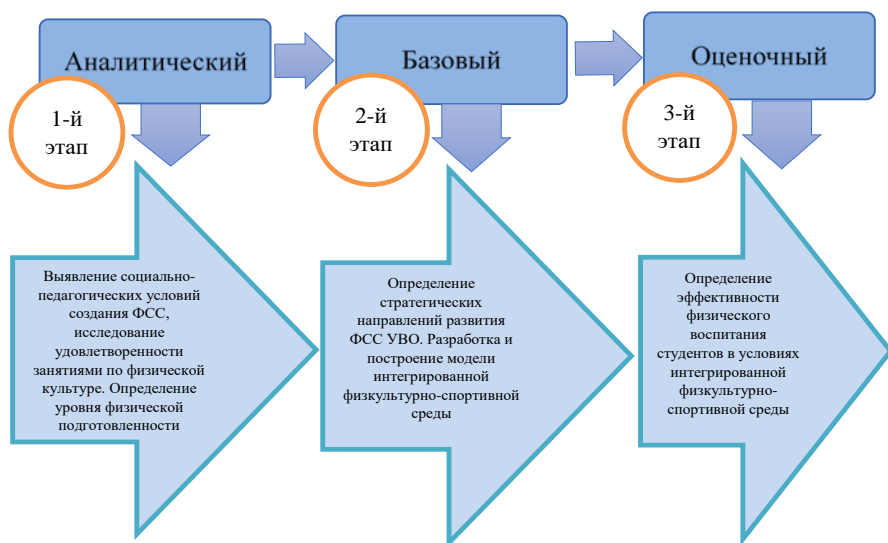 Аналитический
Базовый
Оценочный
1-й
этап
2-й
этап
3-й
этап
Выявление социально-
педагогических условий
создания ФСС,
исследование
удовлетворенности
занятиями по физической
культуре. Определение
уровня физической
подготовленности
Определение
стратегических
направлений развития
ФСС УВО. Разработка и
построение модели
интегрированной
физкультурно-спортивной
среды
Определение
эффективности
физического
воспитания
студентов в условиях
интегрированной
физкультурно-
спортивной среды